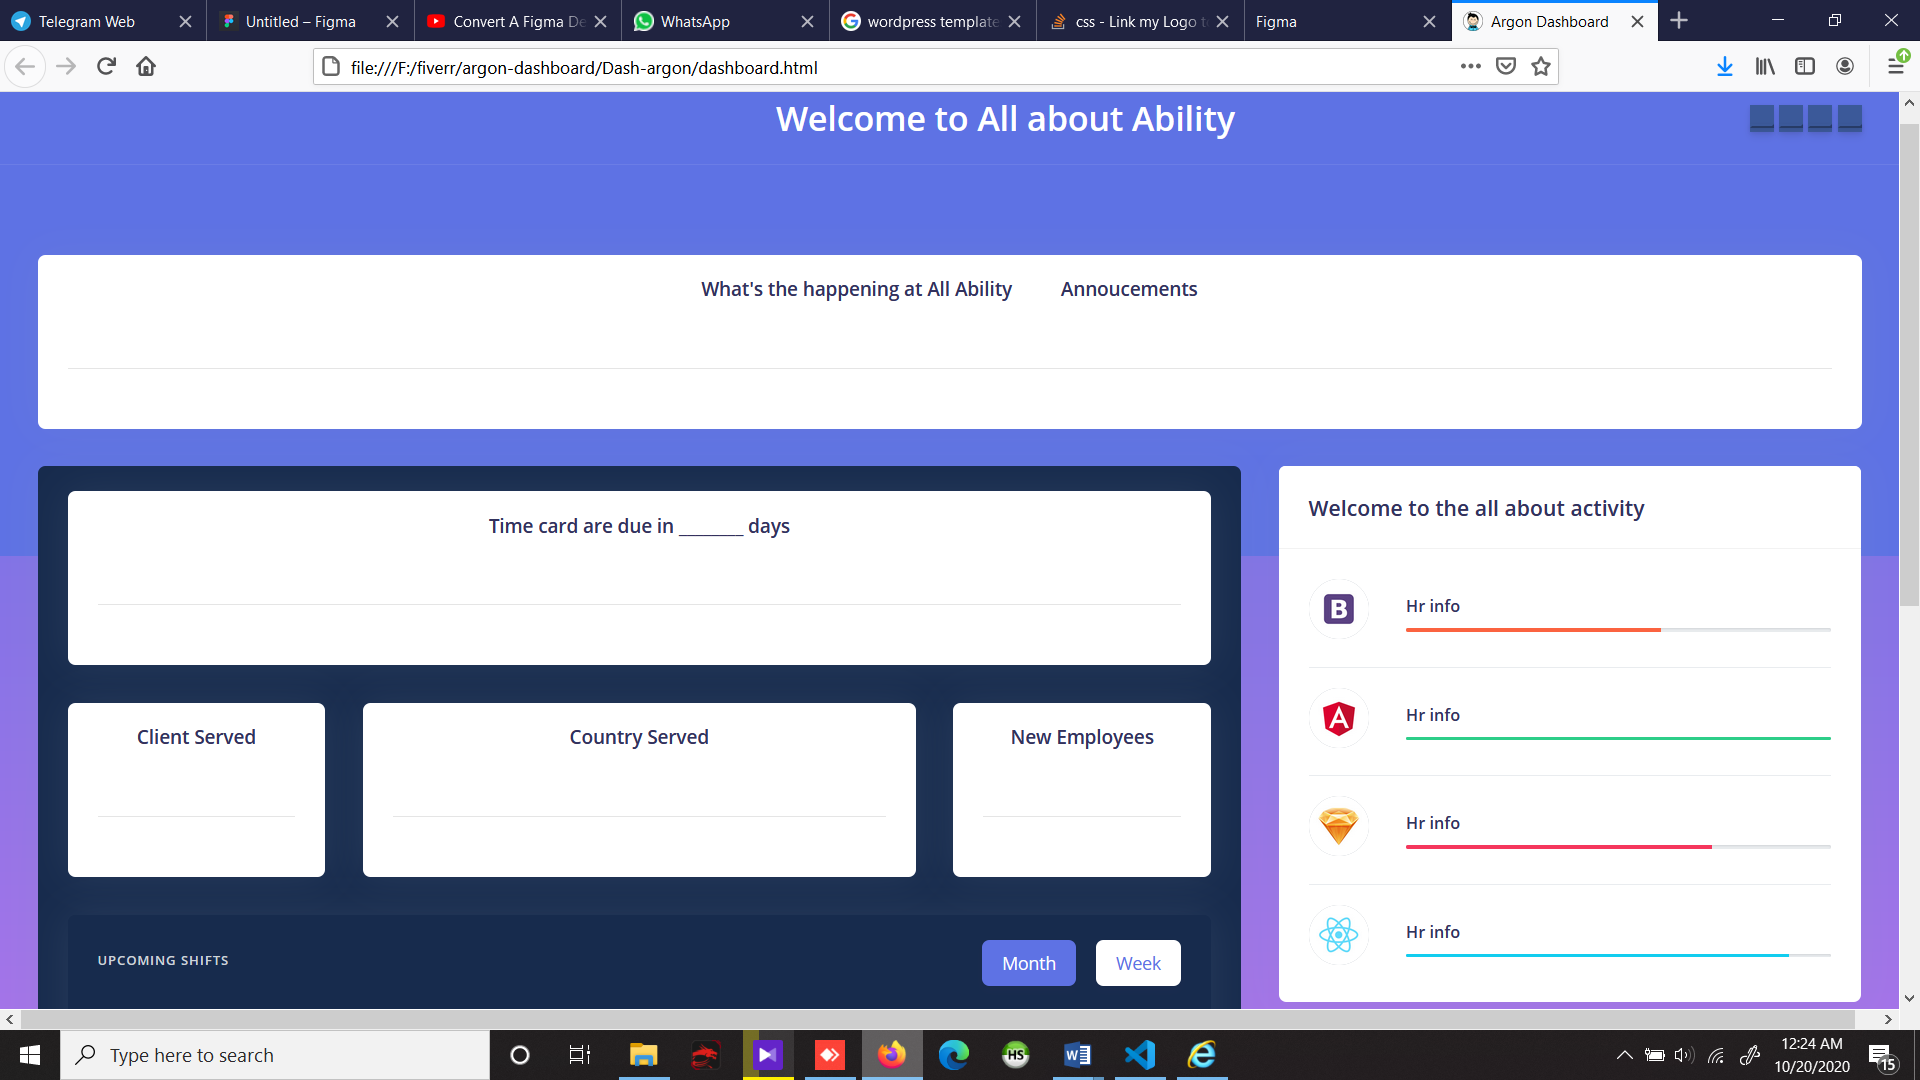 Telegram Web
Untitled – Figma
Convert A Figma De
WhatsApp
wordpress template
css - Link my Logo t
Figma
Argon Dashboard
file:///F:/fiverr/argon-dashboard/Dash-argon/dashboard.html
Welcome to All about Ability
What's the happening at All Ability Annoucements
Time card are due in ________ days
Client Served
Country Served
New Employees
UPCOMING SHIFTS
Month
Week
Welcome to the all about activity
B
Hr info
A
Hr info
Hr info
Hr info
Type here to search
HS
W
12:24 AM
10/20/2020
15